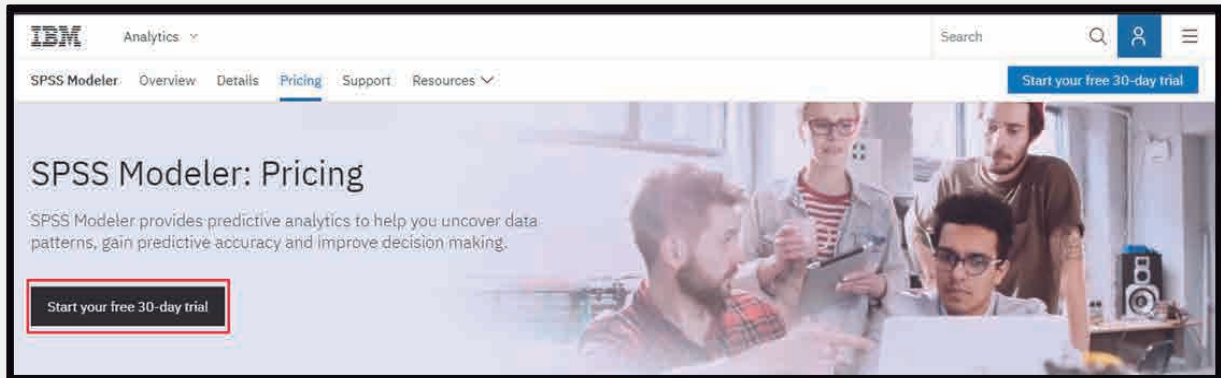 IBM Analytics Search
SPSS Modeler Overview Details Pricing Support Resources Start your free 30-day trial
SPSS Modeler: Pricing
SPSS Modeler provides predictive analytics to help you uncover data
patterns, gain predictive accuracy and improve decision making.
Start your free 30-day trial